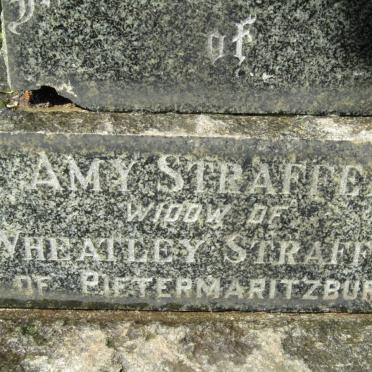 of
AMY STRAFFE
WIDOW OF
WHEATLEY STRAFF
OF PIETERMARITZBUR